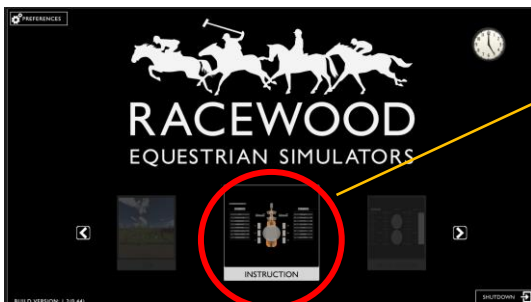 PREFERENCES
RACEWOOD
EQUESTRIAN SIMULATORS
INSTRUCTION
SHUTDOWN